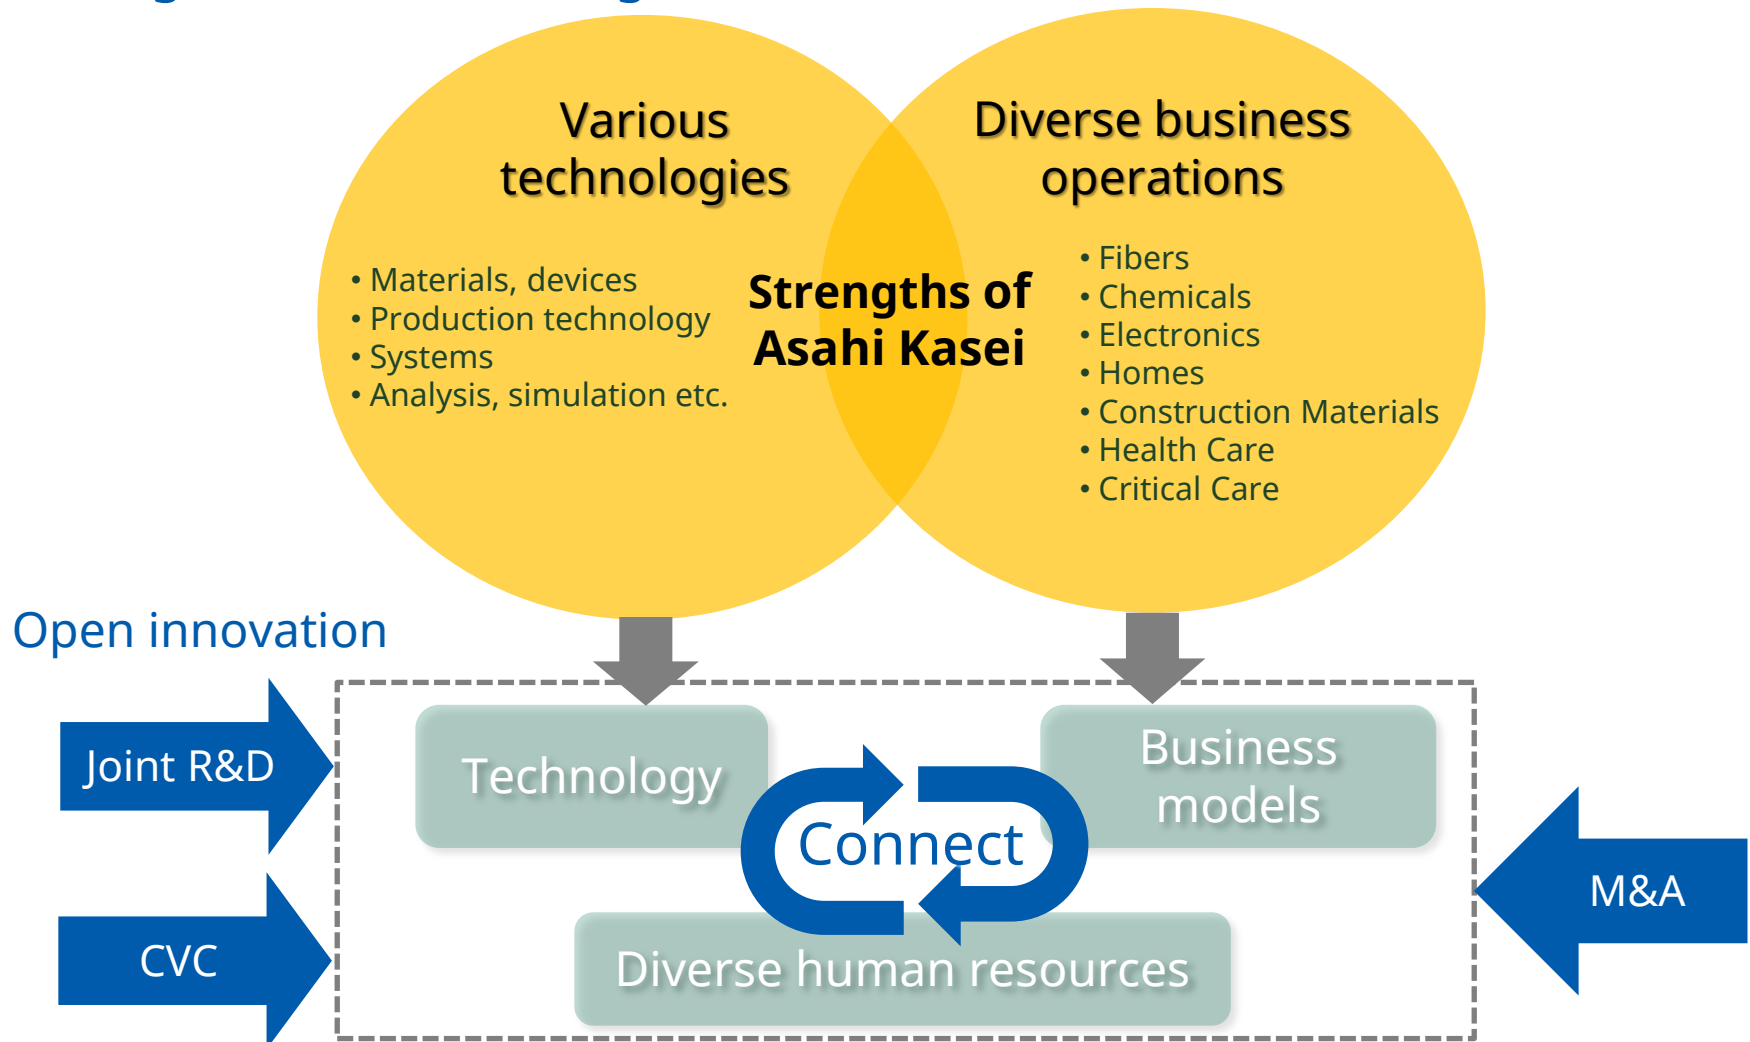 Various
technologies
• Materials, devices
• Production technology
• Systems
• Analysis, simulation etc.
Strengths of
Asahi Kasei
Diverse business
operations
• Fibers
• Chemicals
• Electronics
• Homes
• Construction Materials
• Health Care
• Critical Care
Open innovation
Joint R&D
CVC
Technology
Business
models
Connect
Diverse human resources
M&A